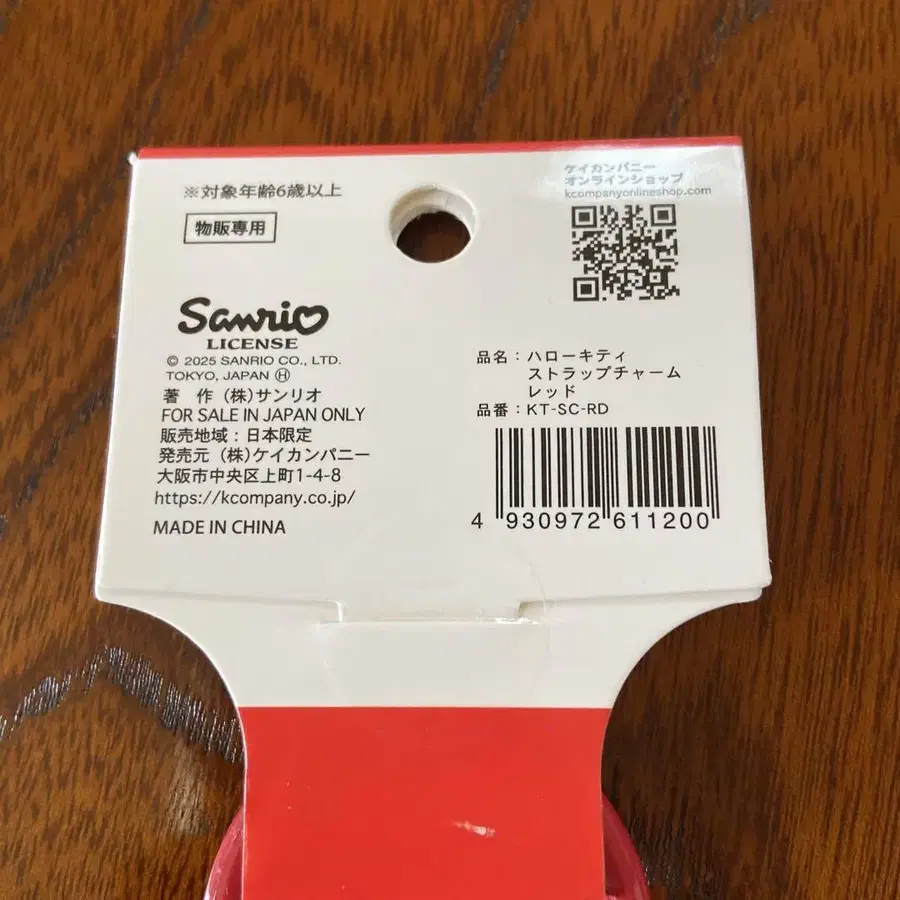 ※対象年齢6歳以上
物販専用
Sanrio
LICENSE
© 2025 SANRIO CO., LTD.
TOKYO, JAPAN Ⓗ
著 作 (株)サンリオ
FOR SALE IN JAPAN ONLY
販売地域:日本限定
発売元 (株)ケイカンパニー
大阪市中央区上町1-4-8
https://kcompany.co.jp/
MADE IN CHINA
ケイカンパニー
オンラインショップ
kcompanyonlineshop.com
品名:ハローキティ
ストラップチャーム
レッド
品番:KT-SC-RD
4 930972 611200